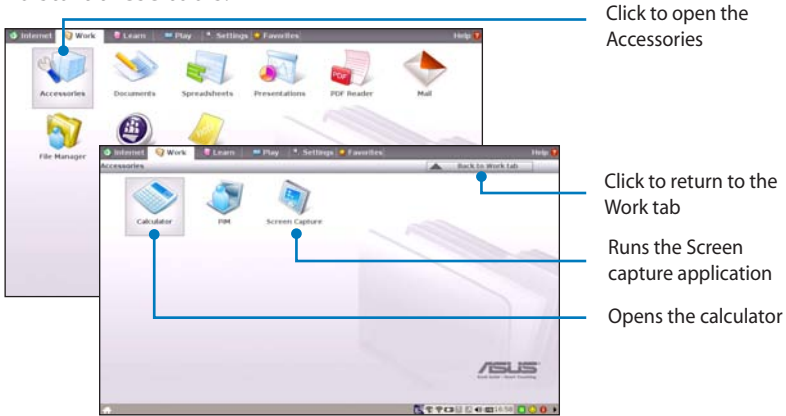 Click to open the
Accessories
Internet Work Learn Play Settings Favorites Help
Accessories Documents Spreadsheets Presentations PDF Reader Mail
File Manager
Internet Work Learn Play Settings Favorites Help
Accessories Back to Work tab
Calculator PIM Screen Capture
Click to return to the
Work tab
Runs the Screen
capture application
Opens the calculator
ASUS
16:58